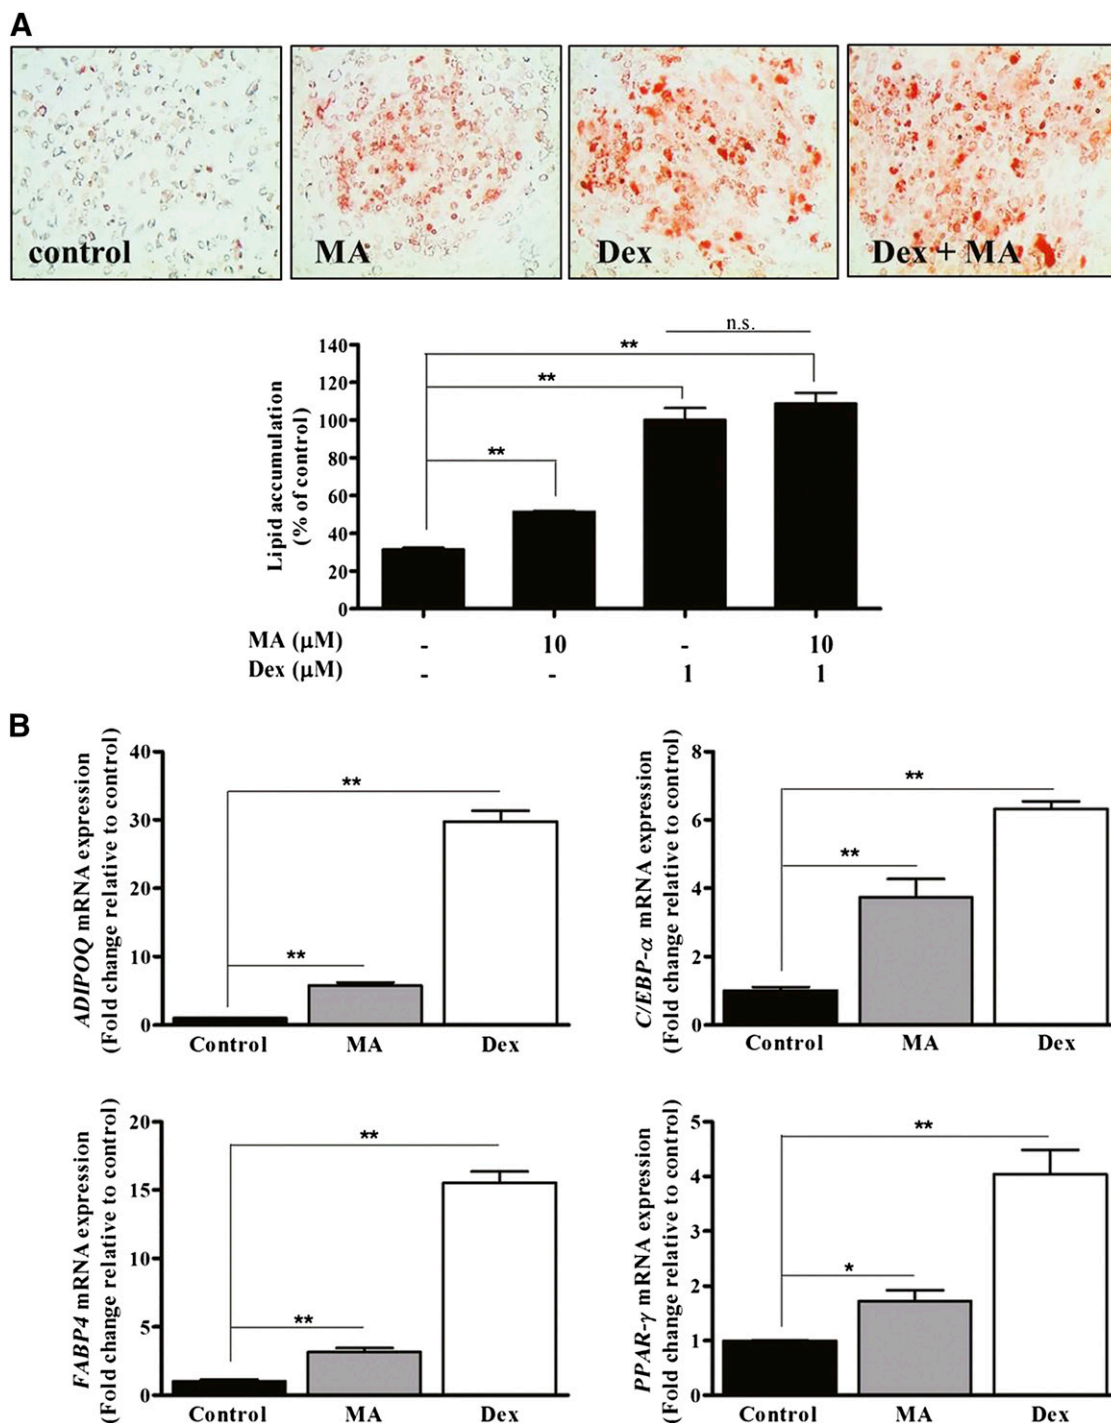 A
control
MA
Dex
Dex + MA
n.s.
**
**
**
Lipid accumulation
(% of control)
140
120
100
80
60
40
20
0
MA (μM) - 10 - 10
Dex (μM) - - 1 1
B
ADIPOQ mRNA expression
(Fold change relative to control)
40
30
20
10
0
**
**
Control MA Dex
C/EBP-α mRNA expression
(Fold change relative to control)
8
6
4
2
0
**
**
Control MA Dex
FABP4 mRNA expression
(Fold change relative to control)
20
15
10
5
0
**
**
Control MA Dex
PPAR-γ mRNA expression
(Fold change relative to control)
5
4
3
2
1
0
**
*
Control MA Dex